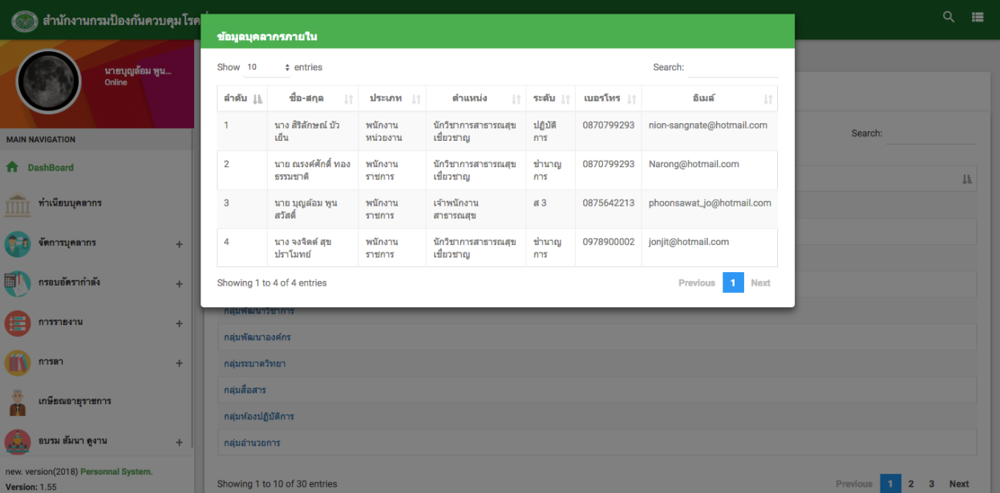 สำนักงานกรมป้องกันควบคุมโรค
นายบุญล้อม พูน...
Online
MAIN NAVIGATION
DashBoard
ทำเนียบบุคลากร
จัดการบุคลากร +
กรอบอัตรากำลัง +
การรายงาน +
การลา +
เกษียณอายุราชการ
อบรม สัมนา ดูงาน +
new. version(2018) Personnal System.
Version: 1.55
ข้อมูลบุคลากรภายใน
Show 10 entries
Search:
ลำดับ ชื่อ-สกุล ประเภท ตำแหน่ง ระดับ เบอร์โทร อีเมล์
1 นาง สิริลักษณ์ บัว พนักงาน นักวิชาการสาธารณสุข ปฏิบัติ 0870799293 nion-sangnate@hotmail.com
เย็น หน่วยงาน เชี่ยวชาญ การ
2 นาย ณรงค์ศักดิ์ ทอง พนักงาน นักวิชาการสาธารณสุข ชำนาญ 0870799293 Narong@hotmail.com
ธรรมชาติ ราชการ เชี่ยวชาญ การ
3 นาย บุญล้อม พูน พนักงาน เจ้าพนักงาน ส 3 0875642213 phoonsawat_jo@hotmail.com
สวัสดิ์ ราชการ สาธารณสุข
4 นาง จงจิตต์ สุข พนักงาน นักวิชาการสาธารณสุข ชำนาญ 0978900002 jonjit@hotmail.com
ปราโมทย์ ราชการ เชี่ยวชาญ การ
Showing 1 to 4 of 4 entries
Previous 1 Next
Search:
กลุ่มพัฒนาวิชาการ
กลุ่มพัฒนาองค์กร
กลุ่มระบาดวิทยา
กลุ่มสื่อสาร
กลุ่มห้องปฏิบัติการ
กลุ่มอำนวยการ
Showing 1 to 10 of 30 entries
Previous 1 2 3 Next